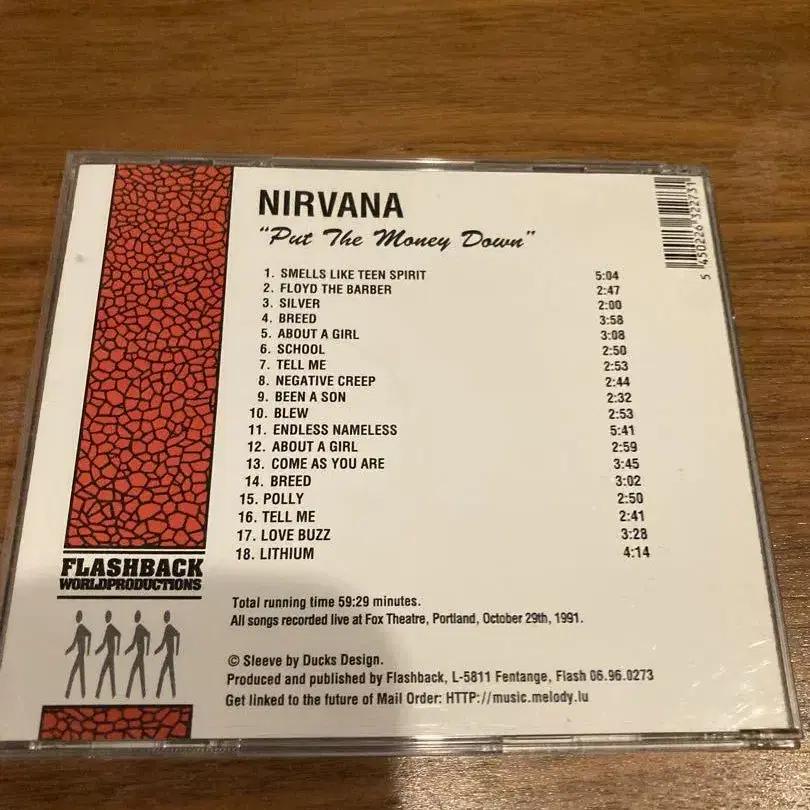 NIRVANA
"Put The Money Down"
1. SMELLS LIKE TEEN SPIRIT 5:04
2. FLOYD THE BARBER 2:47
3. SILVER 2:00
4. BREED 3:58
5. ABOUT A GIRL 3:08
6. SCHOOL 2:50
7. TELL ME 2:53
8. NEGATIVE CREEP 2:44
9. BEEN A SON 2:32
10. BLEW 2:53
11. ENDLESS NAMELESS 5:41
12. ABOUT A GIRL 2:59
13. COME AS YOU ARE 3:45
14. BREED 3:02
15. POLLY 2:50
16. TELL ME 2:41
17. LOVE BUZZ 3:28
18. LITHIUM 4:14
Total running time 59:29 minutes.
All songs recorded live at Fox Theatre, Portland, October 29th, 1991.
© Sleeve by Ducks Design.
Produced and published by Flashback, L-5811 Fentange, Flash 06.96.0273
Get linked to the future of Mail Order: HTTP://music.melody.lu
FLASHBACK
WORLDPRODUCTIONS
5 450226 322731